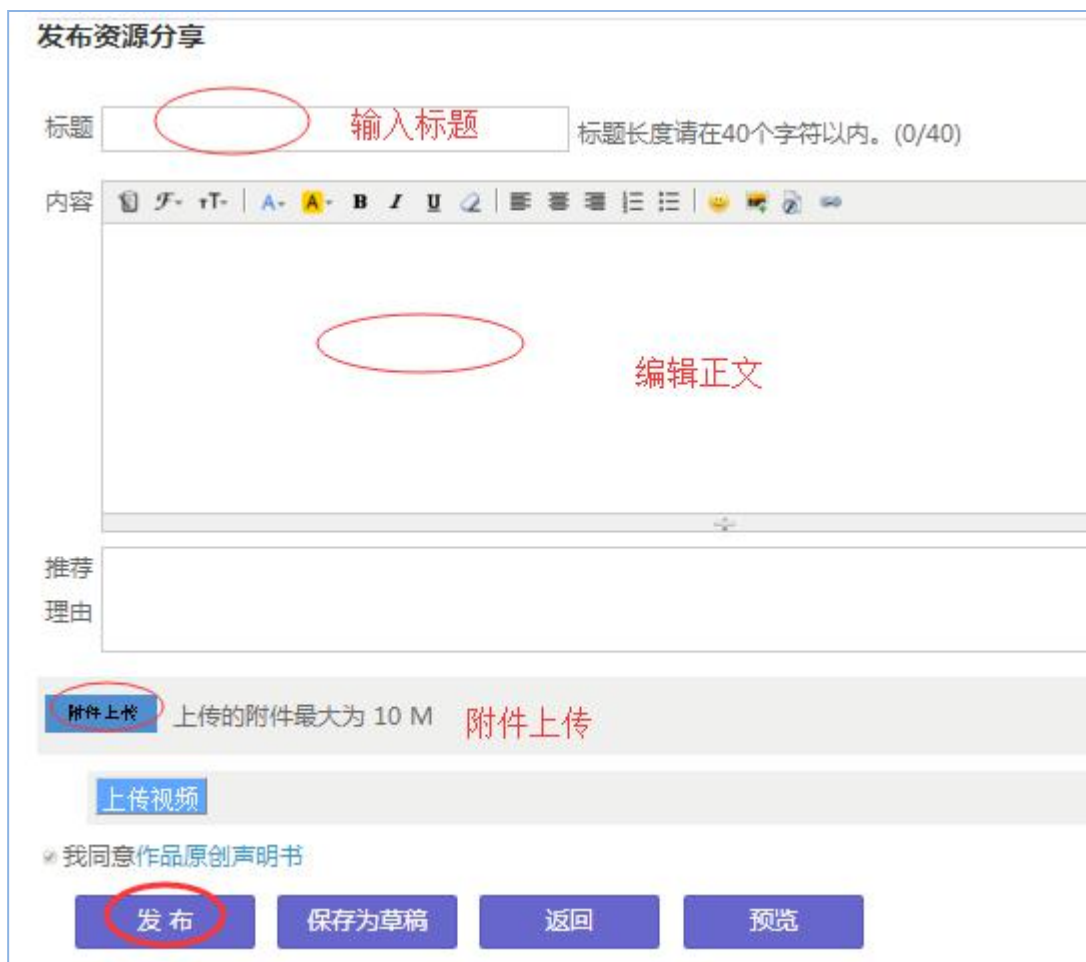 发布资源分享
标题 输入标题 标题长度请在40个字符以内。(0/40)
内容 B I U
编辑正文
推荐
理由
附件上传 上传的附件最大为 10 M 附件上传
上传视频
我同意作品原创声明书
发 布 保存为草稿 返回 预览